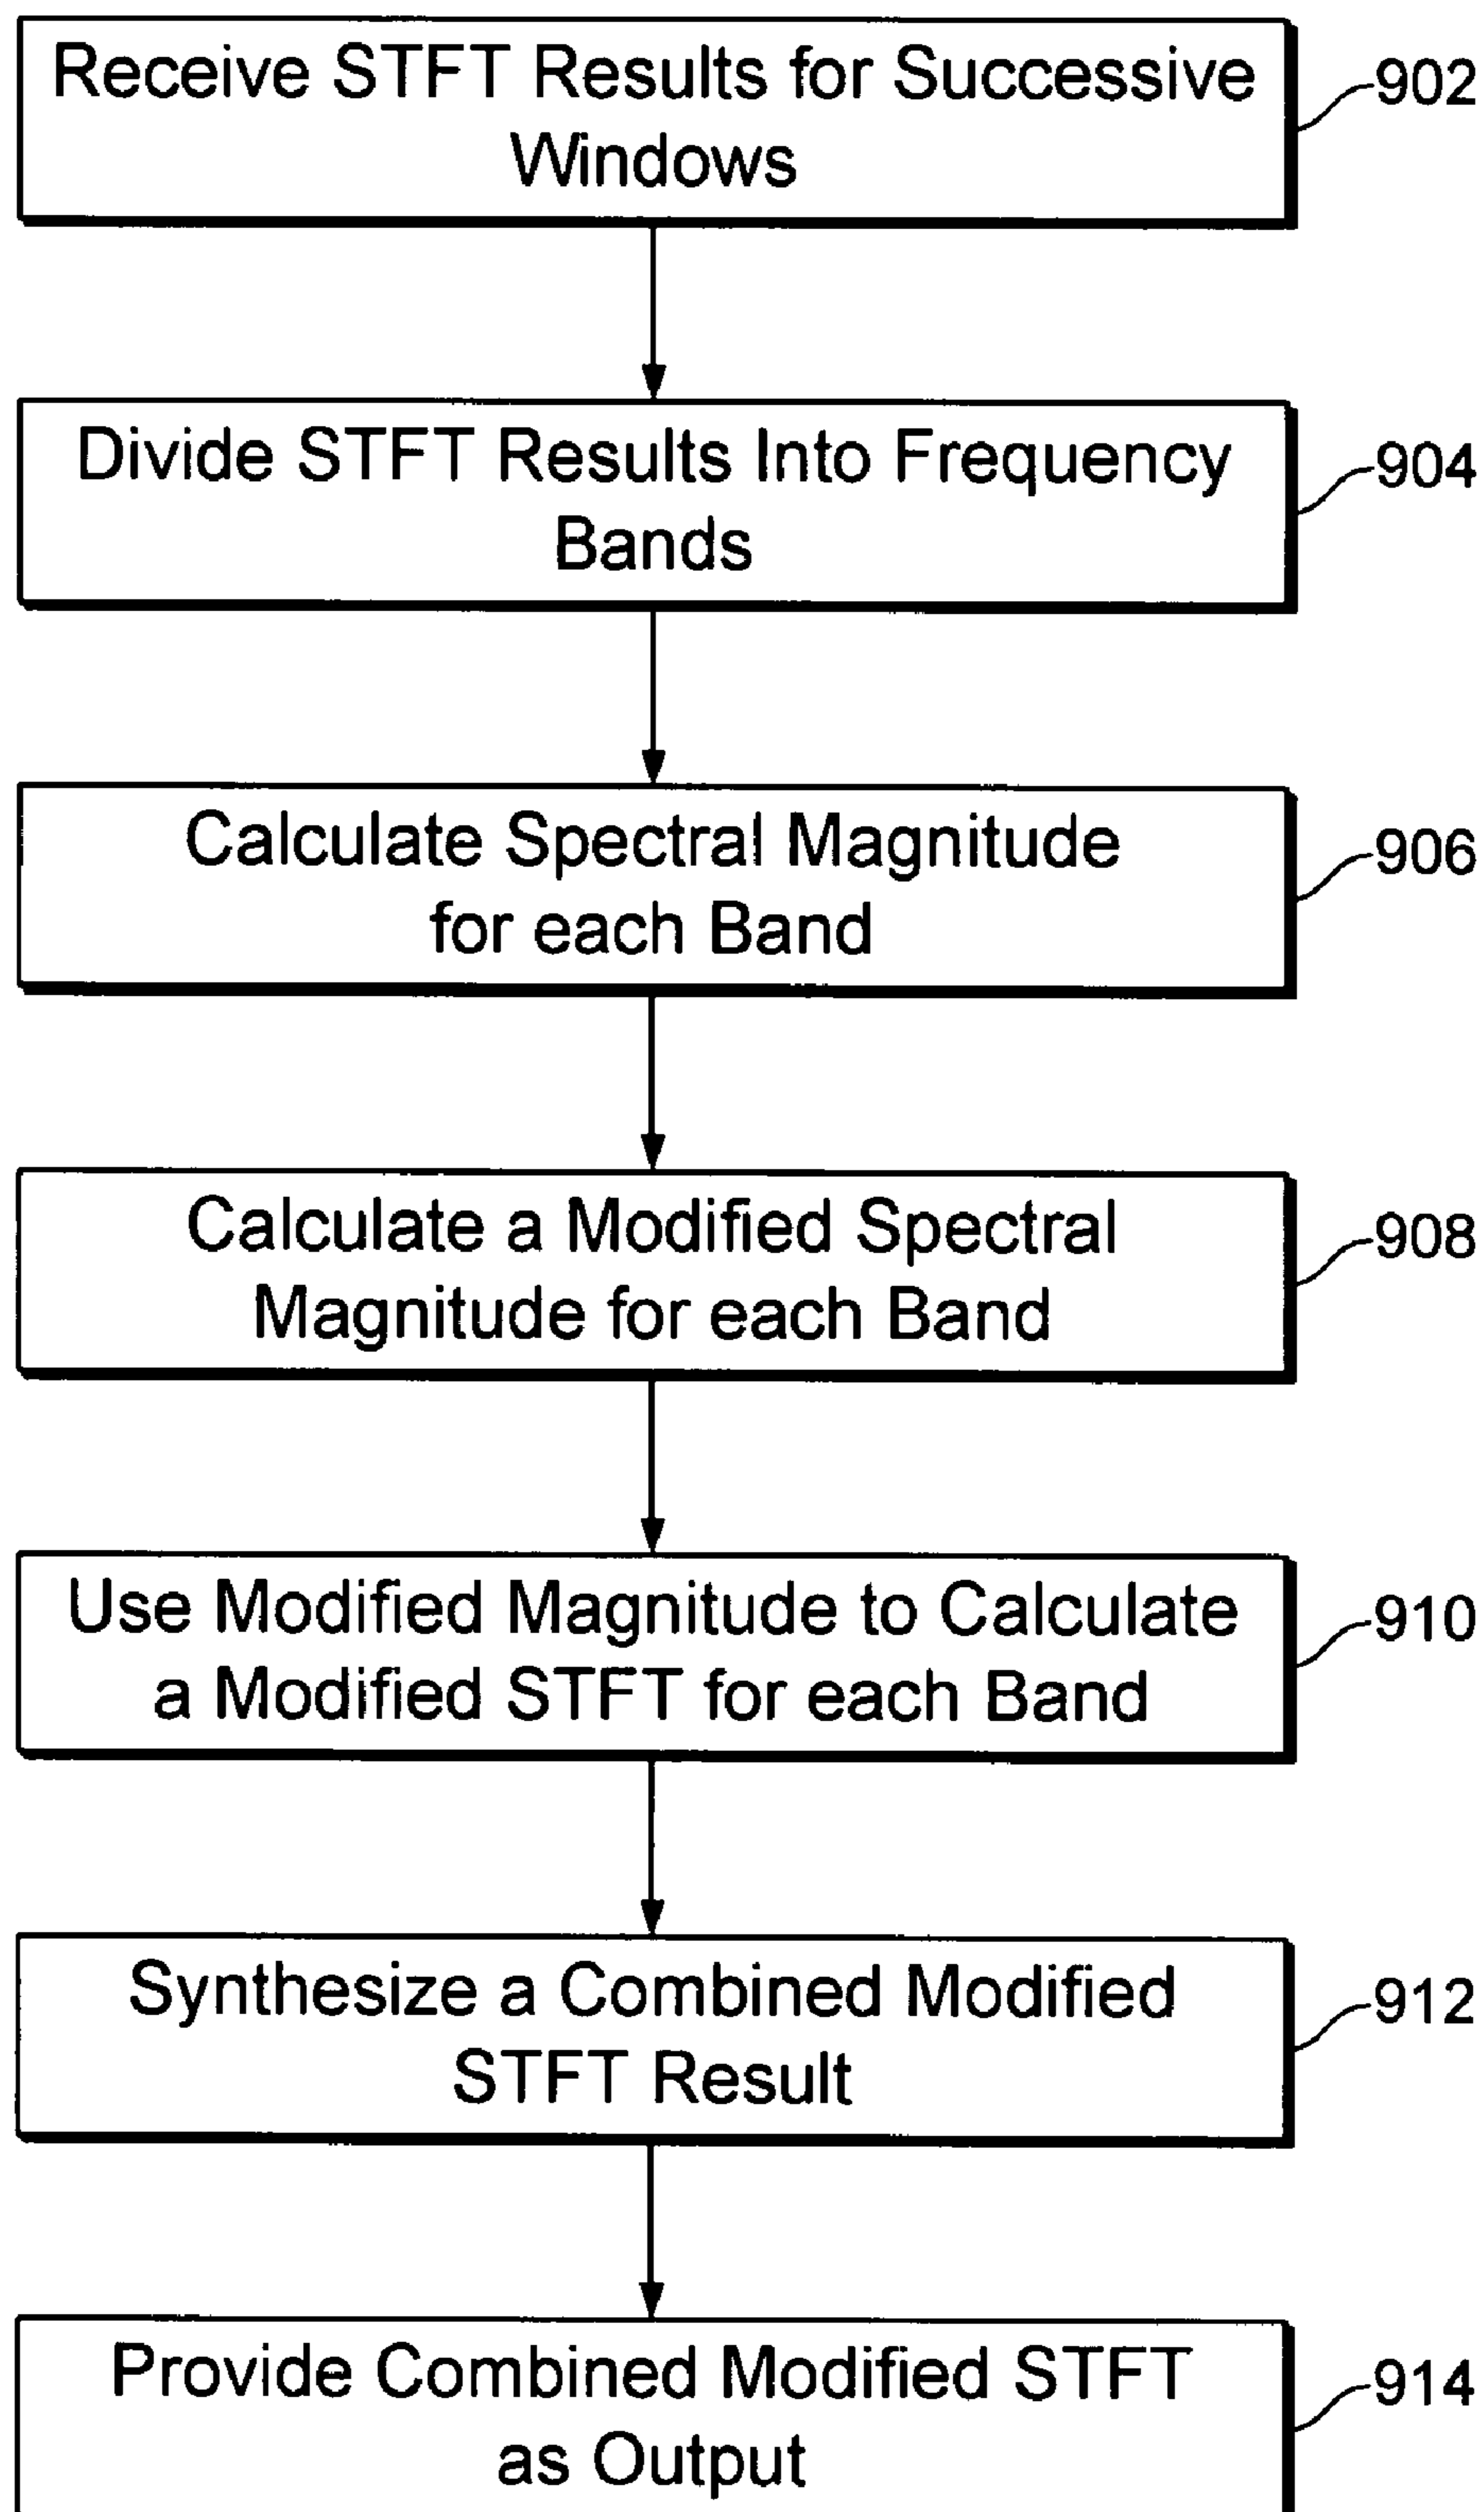 Receive STFT Results for Successive
Windows
902
Divide STFT Results Into Frequency
Bands
904
Calculate Spectral Magnitude
for each Band
906
Calculate a Modified Spectral
Magnitude for each Band
908
Use Modified Magnitude to Calculate
a Modified STFT for each Band
910
Synthesize a Combined Modified
STFT Result
912
Provide Combined Modified STFT
as Output
914